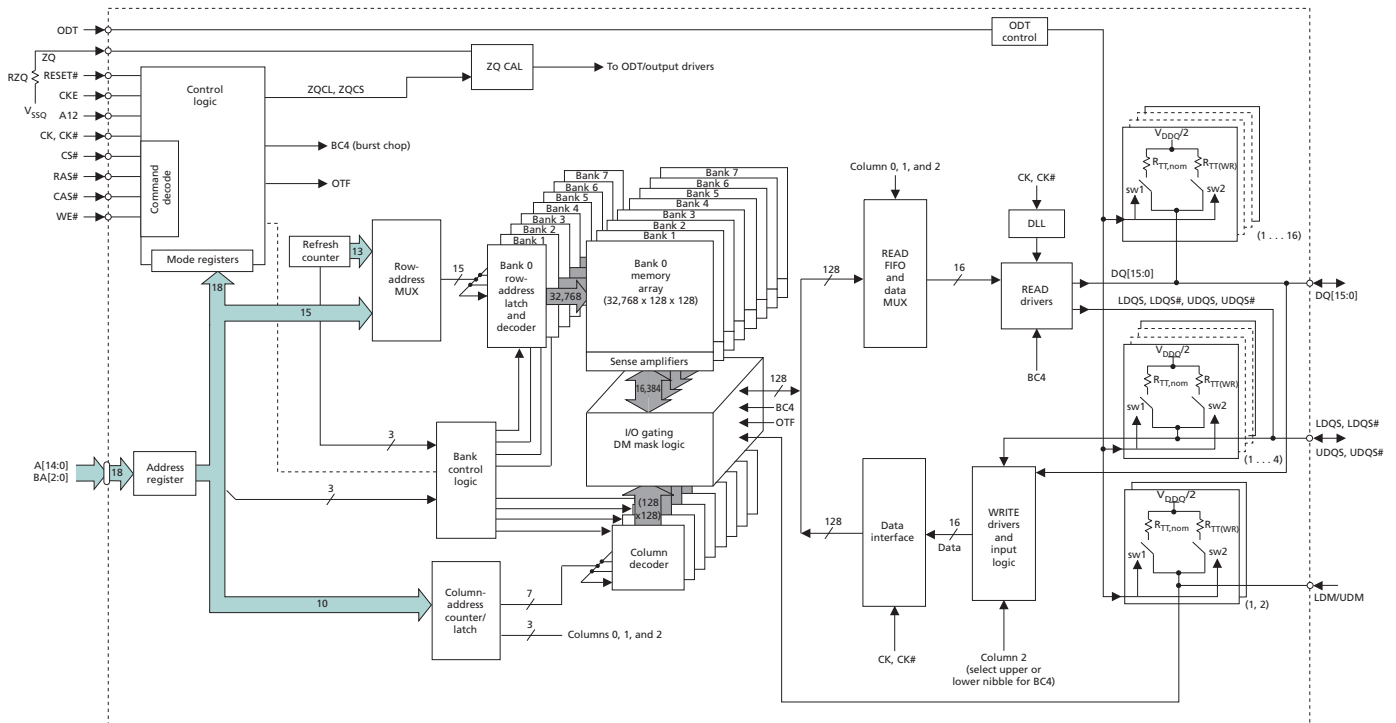 ODT
ODT
control
ZQ
RZQ
RESET#
CKE
V_SSQ
A12
CK, CK#
CS#
RAS#
CAS#
WE#
Control
logic
Command
decode
Mode registers
ZQCL, ZQCS
ZQ CAL
To ODT/output drivers
BC4 (burst chop)
OTF
Refresh
counter
13
Row-
address
MUX
15
18
15
Bank 7
Bank 6
Bank 5
Bank 4
Bank 3
Bank 2
Bank 1
Bank 0
row-
address
latch
and
decoder
32,768
Bank 7
Bank 6
Bank 5
Bank 4
Bank 3
Bank 2
Bank 1
Bank 0
memory
array
(32,768 x 128 x 128)
Sense amplifiers
16,384
I/O gating
DM mask logic
128
BC4
OTF
3
Bank
control
logic
3
A[14:0]
BA[2:0]
18
Address
register
10
Column-
address
counter/
latch
7
3
Columns 0, 1, and 2
(128
x128)
Column
decoder
Column 0, 1, and 2
128
READ
FIFO
and
data
MUX
16
CK, CK#
DLL
READ
drivers
BC4
DQ[15:0]
LDQS, LDQS#, UDQS, UDQS#
128
Data
interface
CK, CK#
16
Data
WRITE
drivers
and
input
logic
Column 2
(select upper or
lower nibble for BC4)
V_DDQ/2
R_TT,nom
R_TT(WR)
sw1
sw2
(1 . . . 16)
DQ[15:0]
V_DDQ/2
R_TT,nom
R_TT(WR)
sw1
sw2
(1 . . . 4)
LDQS, LDQS#
UDQS, UDQS#
V_DDQ/2
R_TT,nom
R_TT(WR)
sw1
sw2
(1, 2)
LDM/UDM